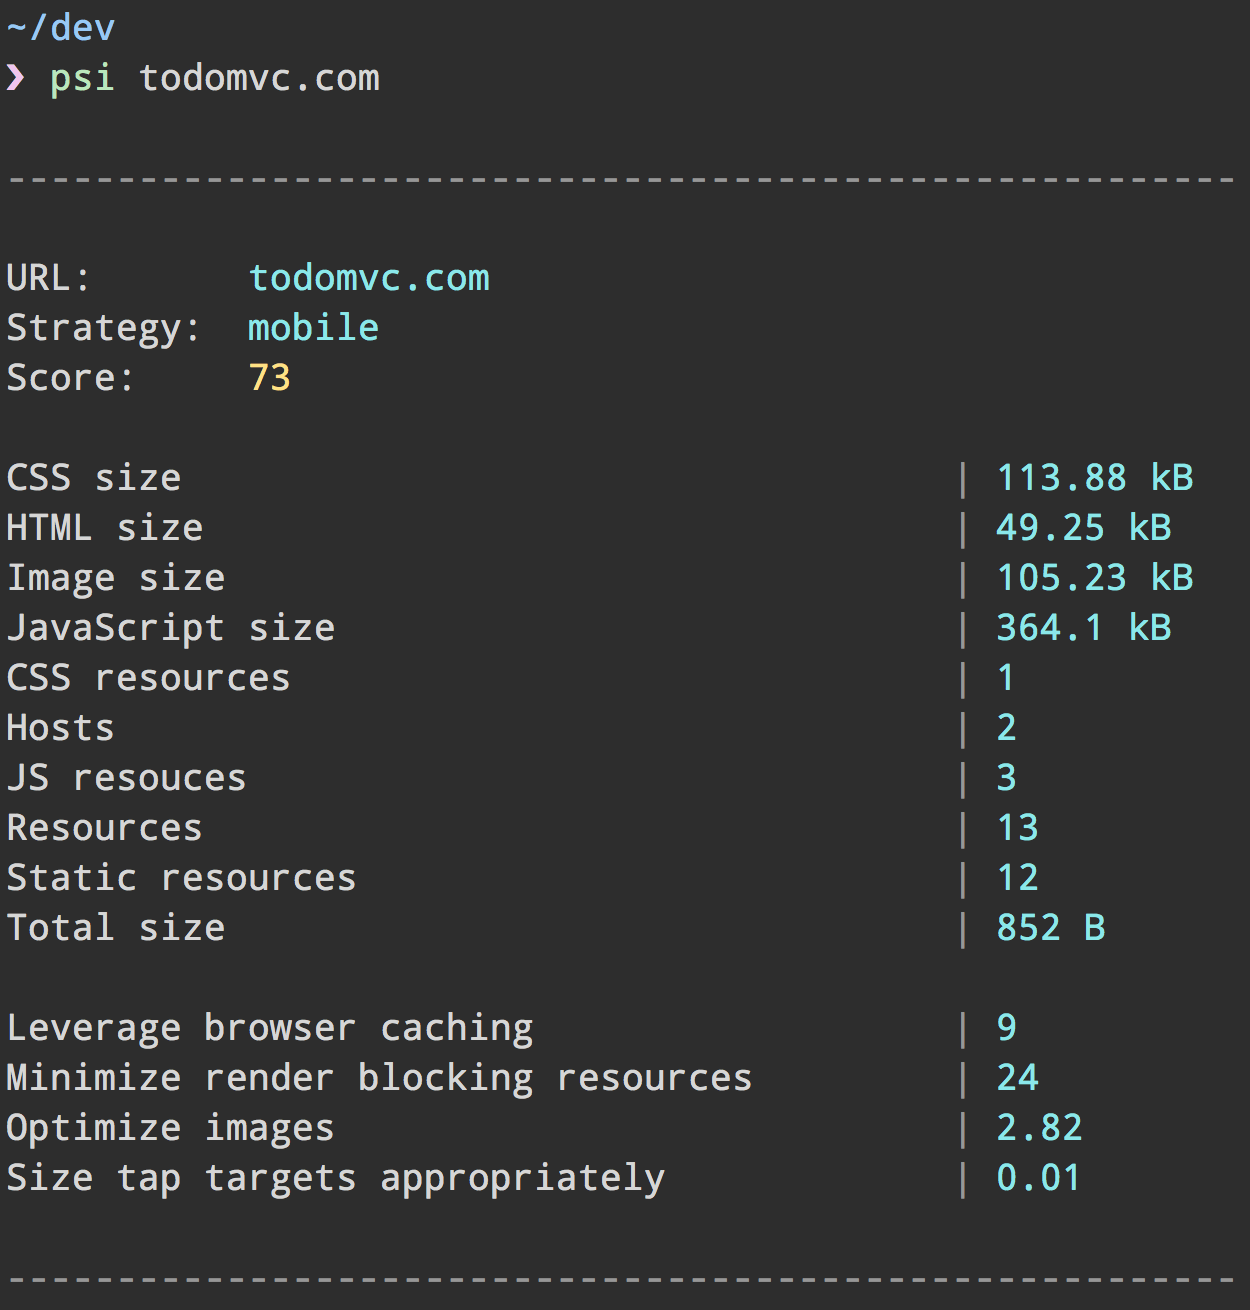 ~/dev
❯ psi todomvc.com
--------------------------------------------------------
URL: todomvc.com
Strategy: mobile
Score: 73
CSS size | 113.88 kB
HTML size | 49.25 kB
Image size | 105.23 kB
JavaScript size | 364.1 kB
CSS resources | 1
Hosts | 2
JS resouces | 3
Resources | 13
Static resources | 12
Total size | 852 B
Leverage browser caching | 9
Minimize render blocking resources | 24
Optimize images | 2.82
Size tap targets appropriately | 0.01
--------------------------------------------------------